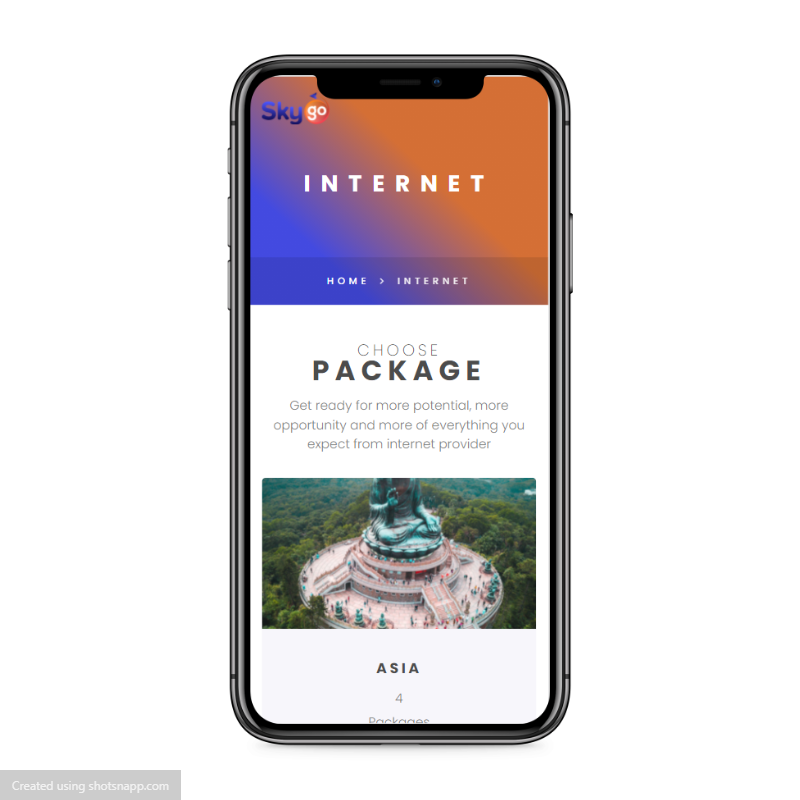 Sky go
INTERNET
HOME > INTERNET
CHOOSE
PACKAGE
Get ready for more potential, more
opportunity and more of everything you
expect from internet provider
ASIA
4
Packages
Created using shotsnapp.com